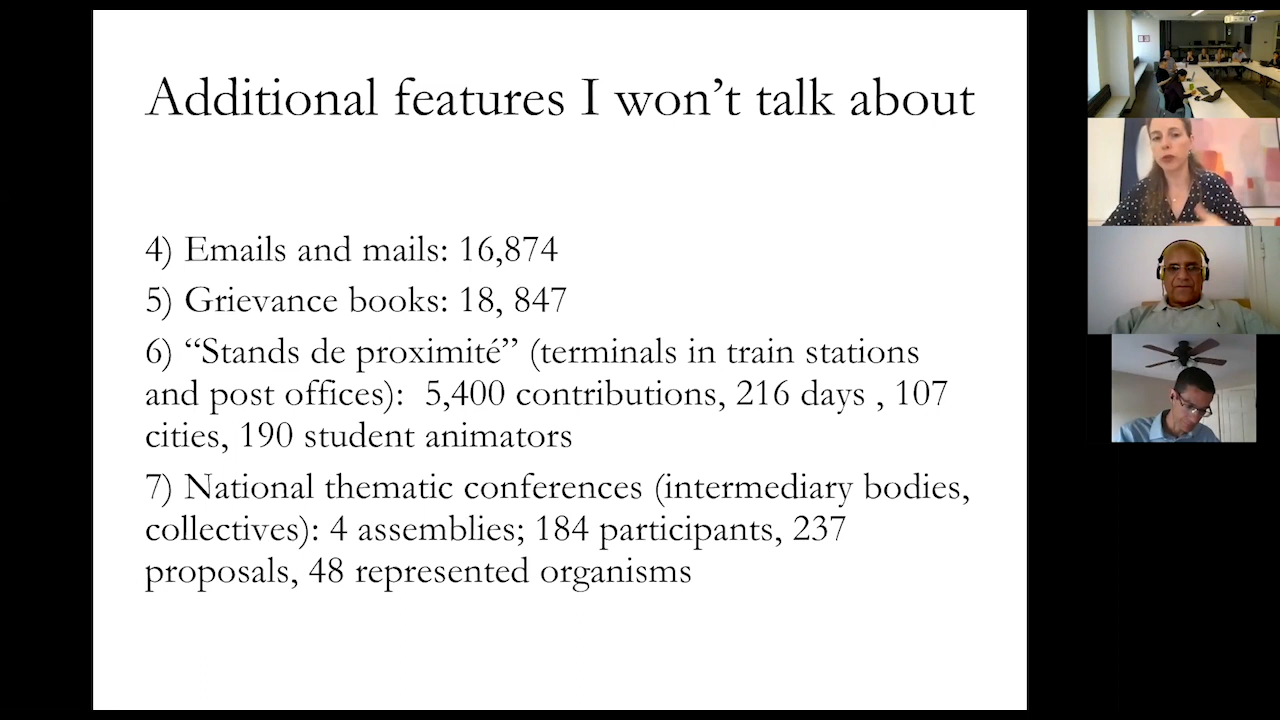 Additional features I won’t talk about
4) Emails and mails: 16,874
5) Grievance books: 18, 847
6) “Stands de proximité” (terminals in train stations
and post offices):  5,400 contributions, 216 days , 107
cities, 190 student animators
7) National thematic conferences (intermediary bodies,
collectives): 4 assemblies; 184 participants, 237
proposals, 48 represented organisms